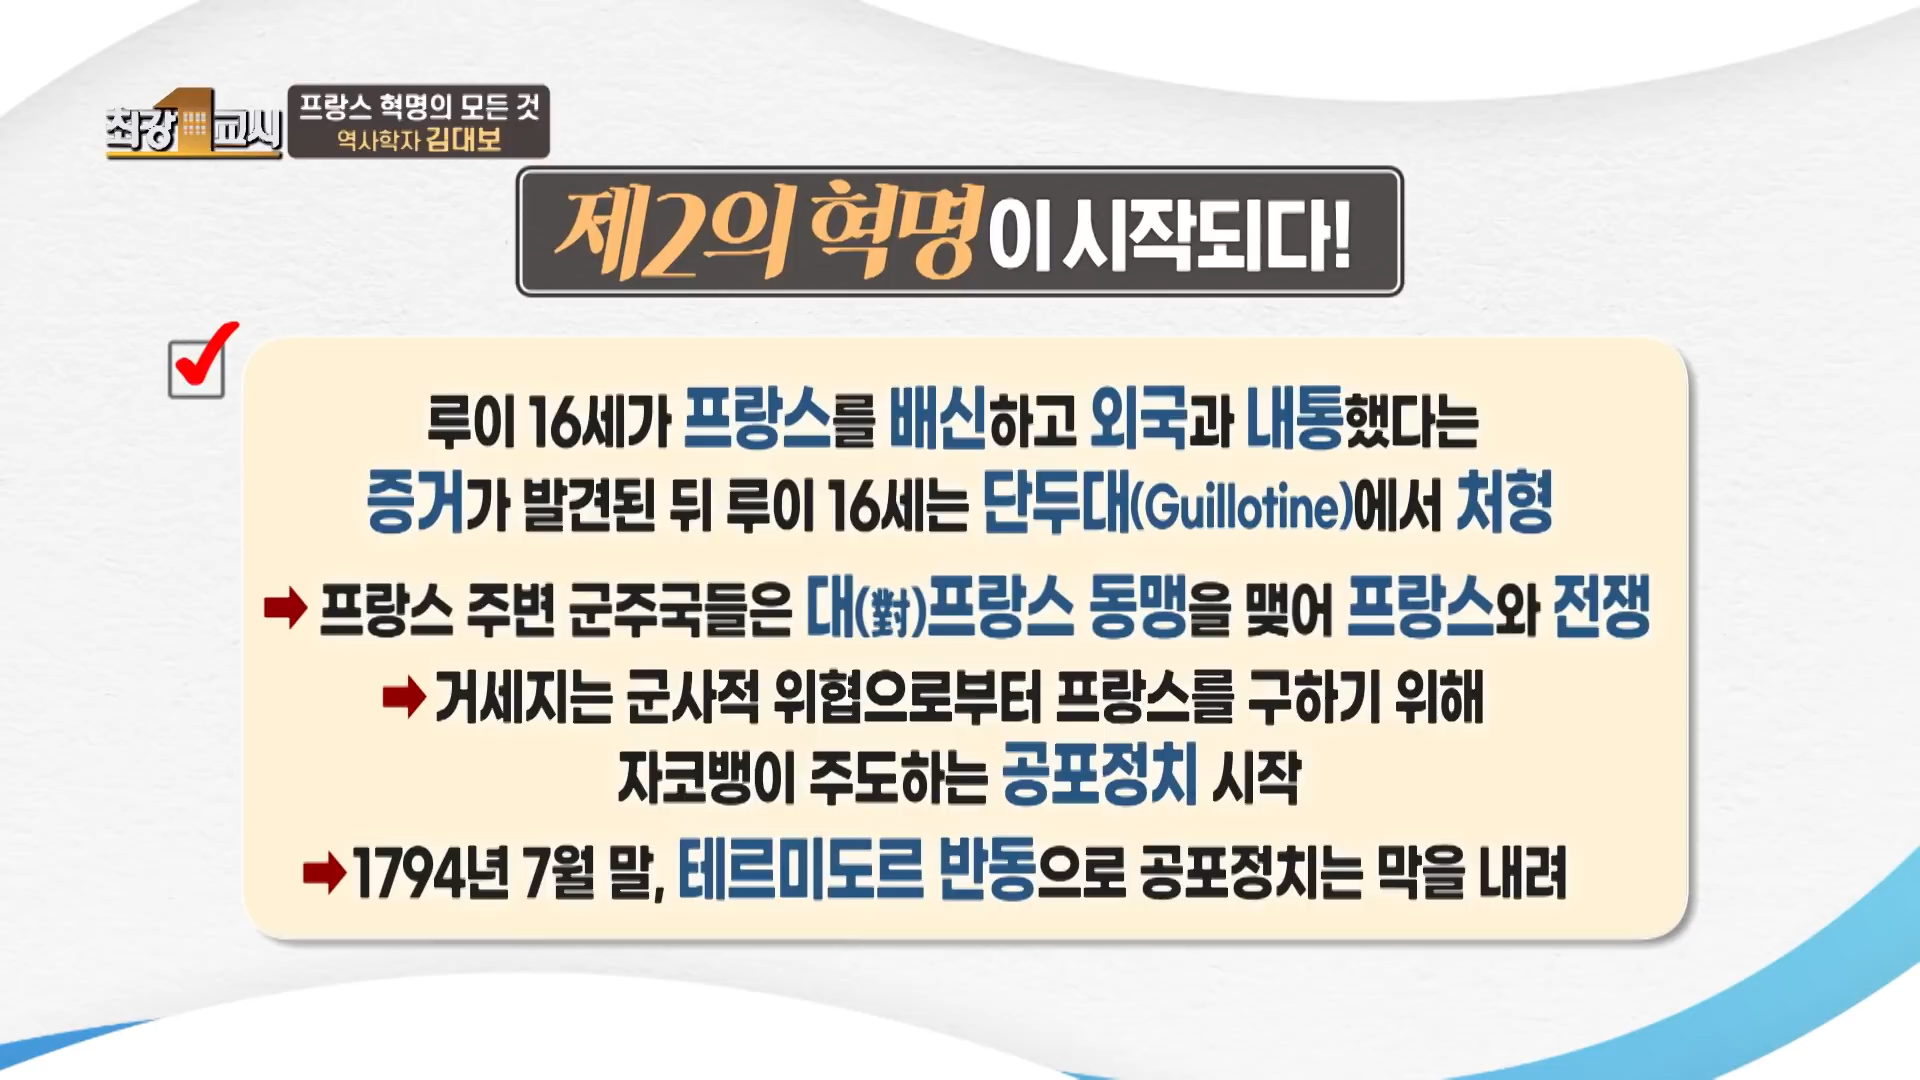 최강1교시
프랑스 혁명의 모든 것
역사학자 김대보
제2의 혁명이 시작되다!
루이 16세가 프랑스를 배신하고 외국과 내통했다는
증거가 발견된 뒤 루이 16세는 단두대(Guillotine)에서 처형
➡ 프랑스 주변 군주국들은 대(對)프랑스 동맹을 맺어 프랑스와 전쟁
➡ 거세지는 군사적 위협으로부터 프랑스를 구하기 위해
자코뱅이 주도하는 공포정치 시작
➡ 1794년 7월 말, 테르미도르 반동으로 공포정치는 막을 내려